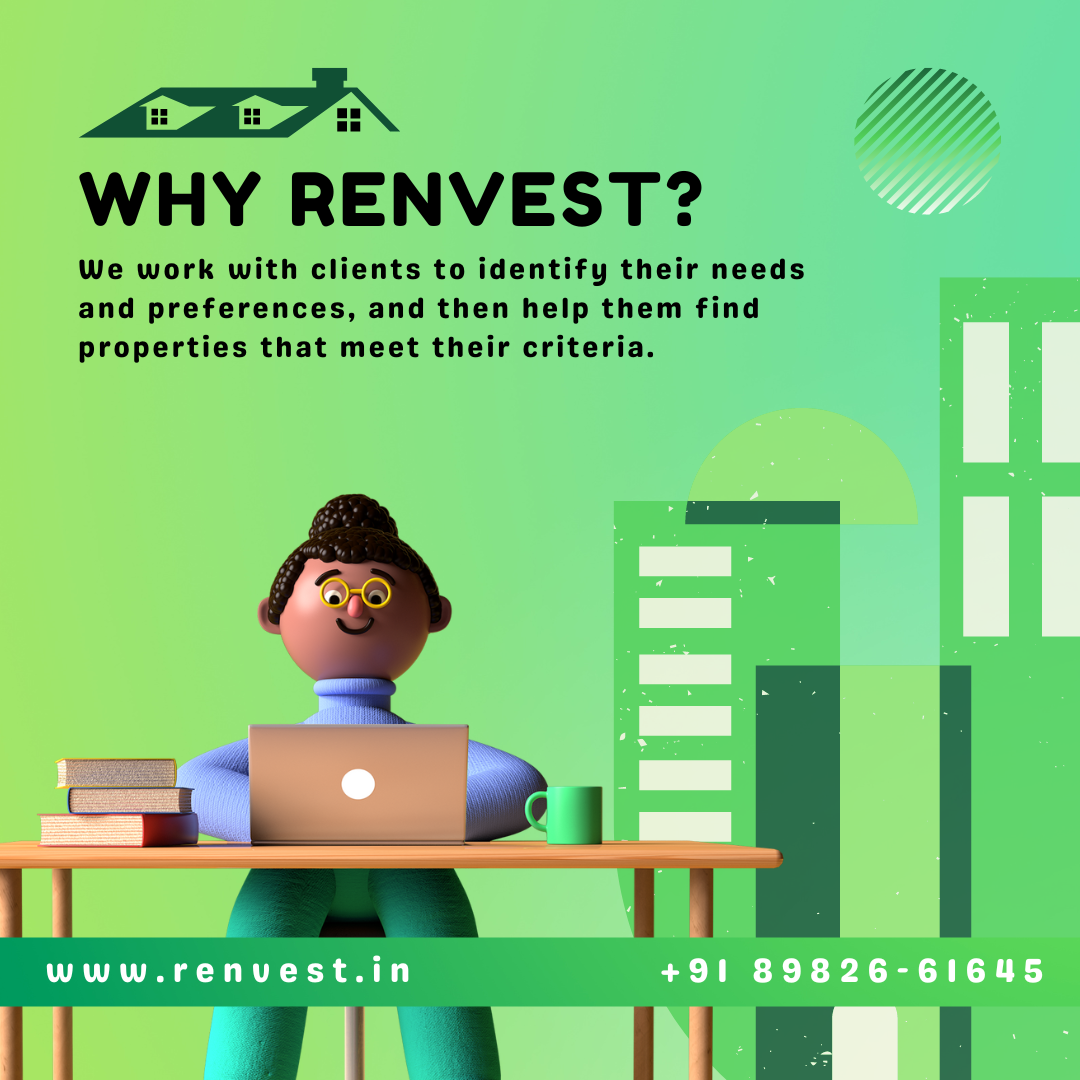 WHY RENVEST?
We work with clients to identify their needs
and preferences, and then help them find
properties that meet their criteria.
www.renvest.in
+91 89826-61645